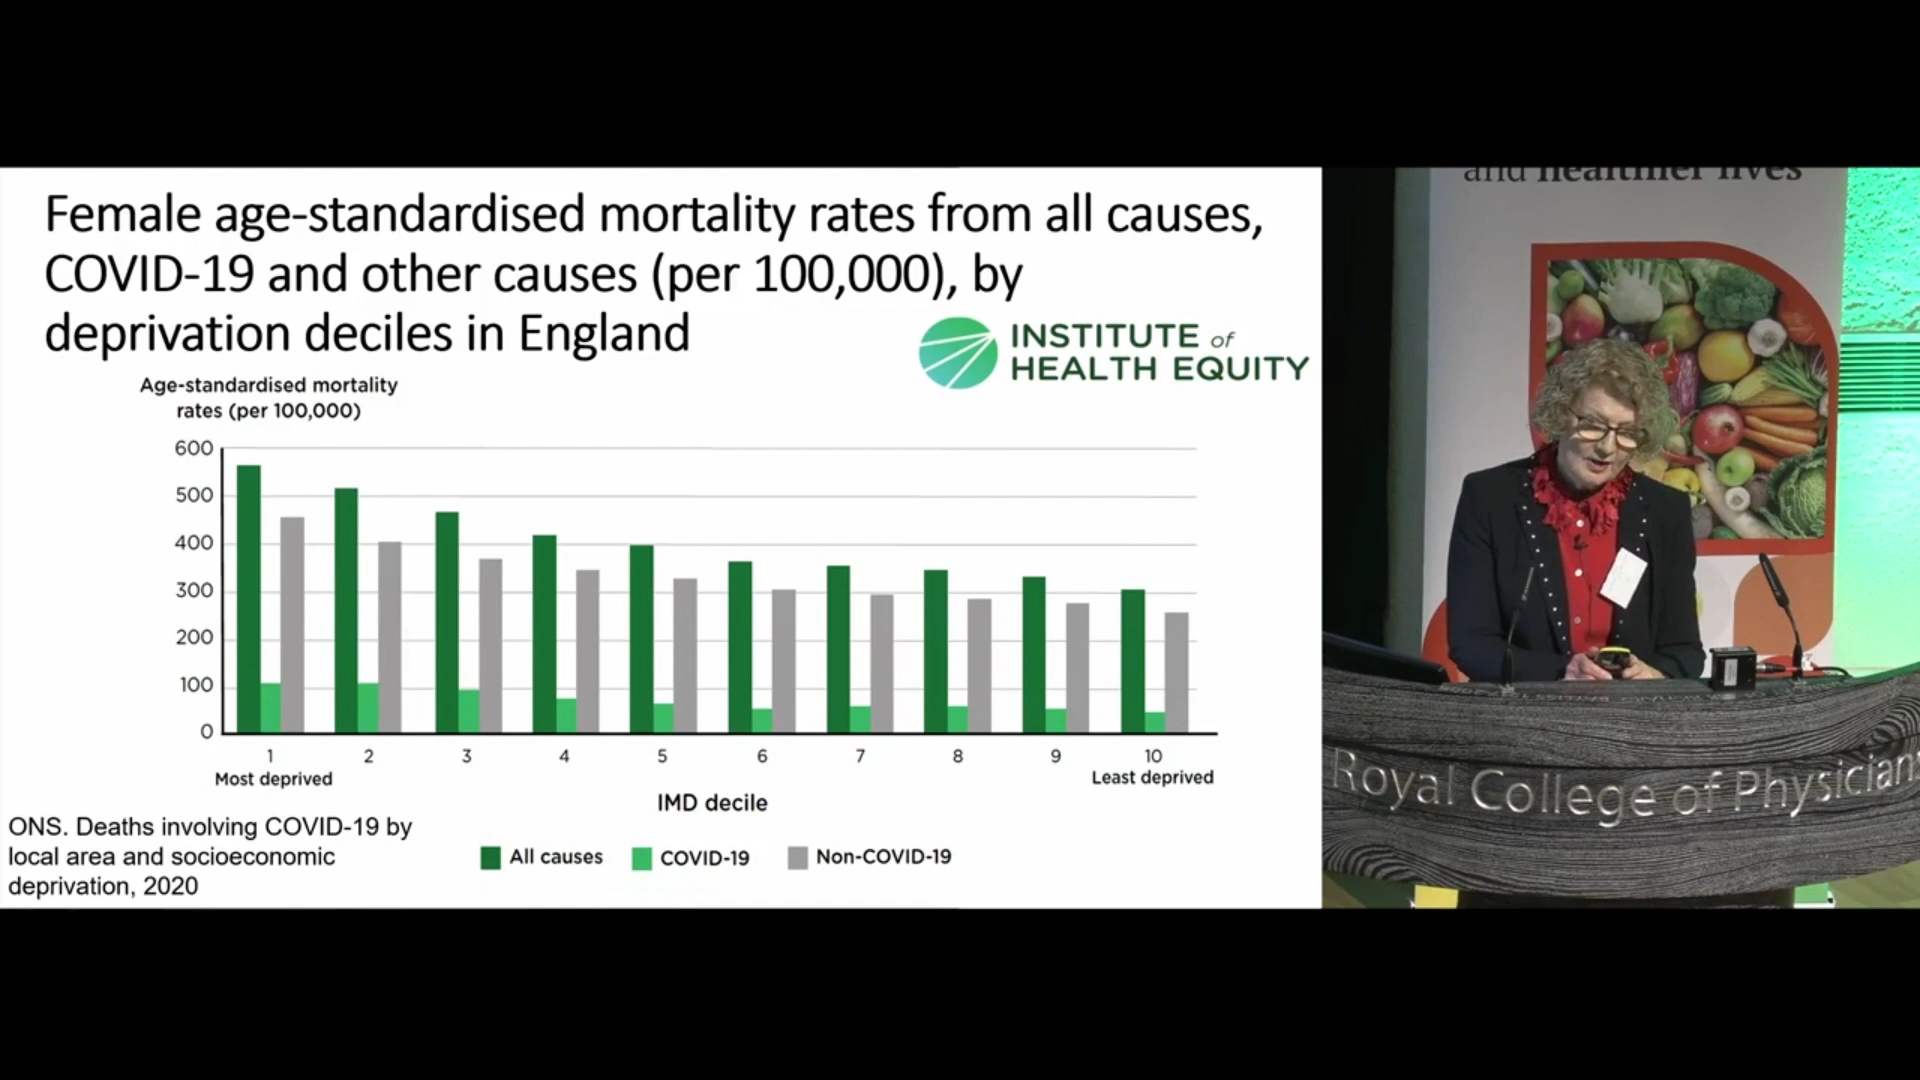 Female age-standardised mortality rates from all causes,
COVID-19 and other causes (per 100,000), by
deprivation deciles in England
INSTITUTE of
HEALTH EQUITY
Age-standardised mortality
rates (per 100,000)
600
500
400
300
200
100
0
1 2 3 4 5 6 7 8 9 10
Most deprived Least deprived
IMD decile
All causes COVID-19 Non-COVID-19
ONS. Deaths involving COVID-19 by
local area and socioeconomic
deprivation, 2020
and healthier lives
Royal College of Physician